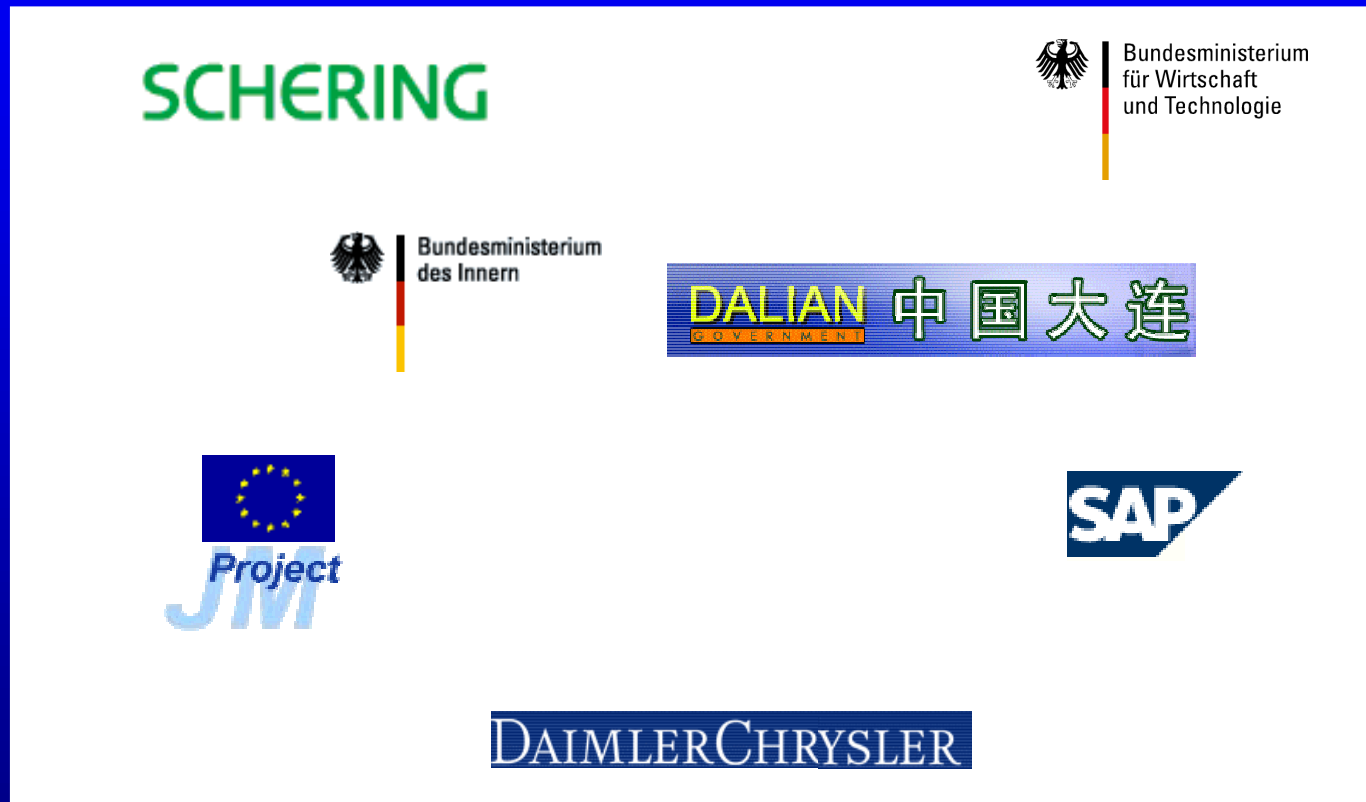 SCHERING
Bundesministerium
für Wirtschaft
und Technologie
Bundesministerium
des Innern
DALIAN 中国大连
GOVERNMENT
Project
JM
SAP
DAIMLERCHRYSLER